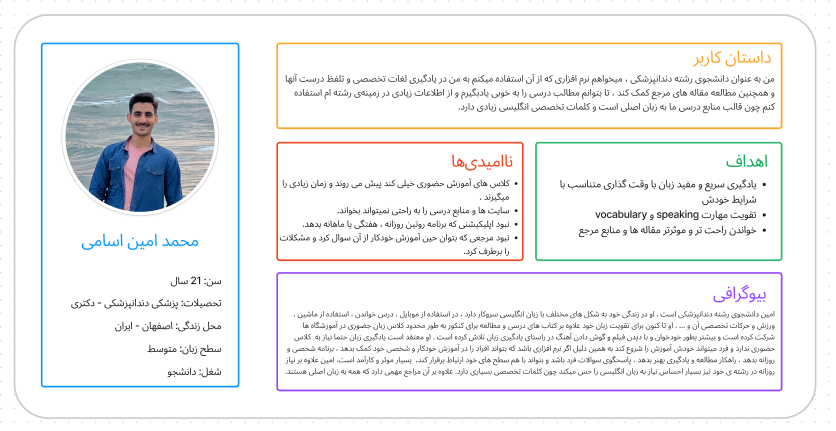 داستان کاربر
من به عنوان دانشجوی رشته دندانپزشکی ، میخواهم نرم افزاری که از آن استفاده میکنم به من در یادگیری لغات تخصصی و تلفظ درست آنها
و همچنین مطالعه مقاله های مرجع کمک کند ، تا بتوانم مطالب درسی را به خوبی یادبگیرم و از اطلاعات زیادی در زمینه‌ی رشته ام استفاده
کنم چون قالب منابع درسی ما به زبان اصلی است و کلمات تخصصی انگلیسی زیادی دارد.
اهداف
یادگیری سریع و مفید زبان با وقت گذاری متناسب با
شرایط خودش
تقویت مهارت speaking و vocabulary
خواندن راحت تر و موثرتر مقاله ها و منابع مرجع
ناامیدی‌ها
کلاس های آموزش حضوری خیلی کند پیش می روند و زمان زیادی را
میگیرند .
سایت ها و منابع درسی را به راحتی نمیتواند بخواند.
نبود اپلیکیشنی که برنامه روتین روزانه ، هفتگی یا ماهانه بدهد.
نبود مرجعی که بتوان حین آموزش خودکار از آن سوال کرد و مشکلات
را برطرف کرد.
بیوگرافی
امین دانشجوی رشته دندانپزشکی است . او در زندگی خود به شکل های مختلف با زبان انگلیسی سروکار دارد ، در استفاده از موبایل ، درس خواندن ، استفاده از ماشین ،
ورزش و حرکات تخصصی آن و ... . او تا کنون برای تقویت زبان خود علاوه بر کتاب های درسی و مطالعه برای کنکور به طور محدود کلاس زبان حضوری در آموزشگاه ها
شرکت کرده است و بیشتر بطور خودخوان و با دیدن فیلم و گوش دادن آهنگ در راستای یادگیری زبان تلاش کرده است . او معتقد است یادگیری زبان حتما نیاز به کلاس
حضوری ندارد و فرد میتواند خودش آموزش را شروع کند به همین دلیل اگر نرم افزاری باشد که بتواند افراد را در آموزش خودکار و شخصی خود کمک بدهد ، برنامه شخصی و
روزانه بدهد ، راهکار مطالعه و یادگیری بهتر بدهد ، پاسخگوی سوالات فرد باشد و بتواند با هم سطح های خود ارتباط برقرار کند، بسیار موثر و کارآمد است. امین علاوه بر نیاز
روزانه در رشته ی خود نیز بسیار احساس نیاز به زبان انگلیسی را حس میکند چون کلمات تخصصی بسیاری دارد. علاوه بر آن مراجع مهمی دارد که همه به زبان اصلی هستند.
محمد امین اسامی
سن: 21 سال
تحصیلات: پزشکی دندانپزشکی - دکتری
محل زندگی: اصفهان - ایران
سطح زبان: متوسط
شغل: دانشجو